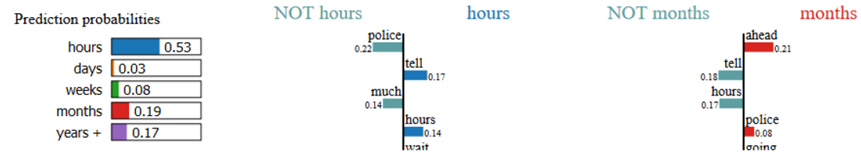 Prediction probabilities
hours 0.53
days 0.03
weeks 0.08
months 0.19
years + 0.17
NOT hours hours
police
0.22
tell
0.17
much
0.14
hours
0.14
wait
NOT months months
ahead
0.21
tell
0.18
hours
0.17
police
0.08
going